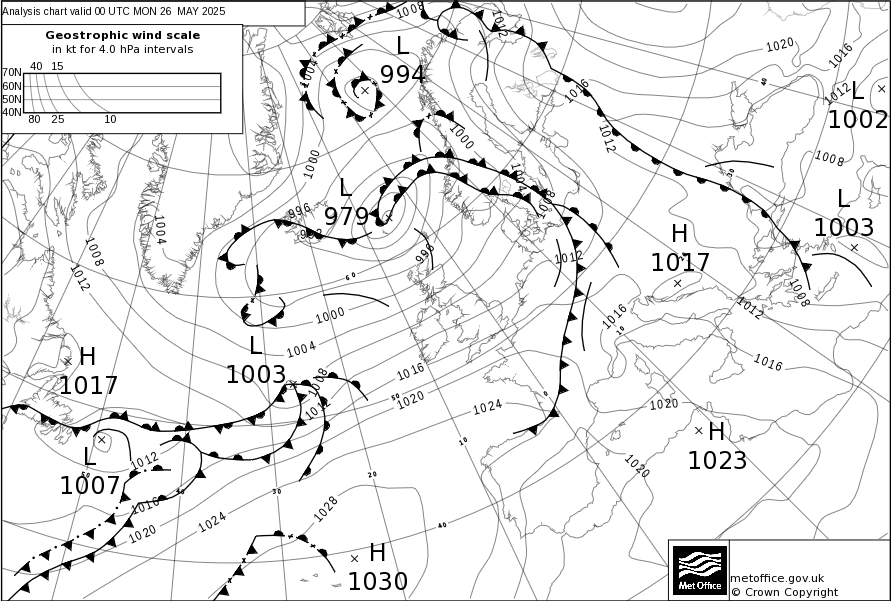 Analysis chart valid 00 UTC MON 26 MAY 2025
Geostrophic wind scale
in kt for 4.0 hPa intervals
40 15
70N
60N
50N
40N
80 25 10
1008
1012
1020
1016
L
994
1004
1016
1012
L
1002
1000
1012
1008
1000
L
979
1004
1008
L
1003
996
992
1004
1008
996
H
1017
1012
1012
60
1008
1012
1000
1016
10
1004
L
1003
1008
1016
1016
H
1017
1012
50
1020
1024
0
1020
H
1023
10
L
1007
1012
50
1020
20
40
30
1016
1024
1028
40
1020
H
1030
Met Office
metoffice.gov.uk
© Crown Copyright